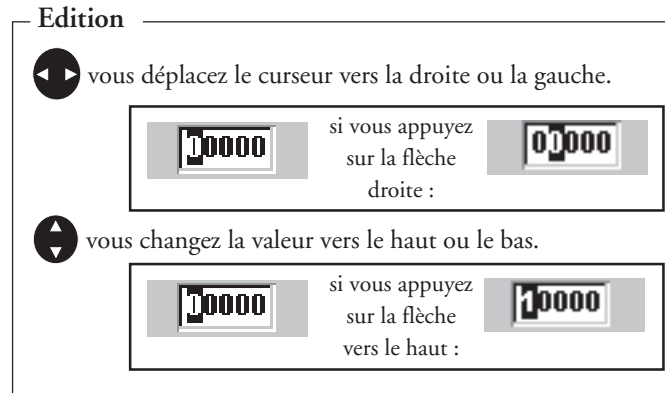 Edition
vous déplacez le curseur vers la droite ou la gauche.
00000 si vous appuyez 00000
sur la flèche
droite :
vous changez la valeur vers le haut ou le bas.
00000 si vous appuyez 10000
sur la flèche
vers le haut :